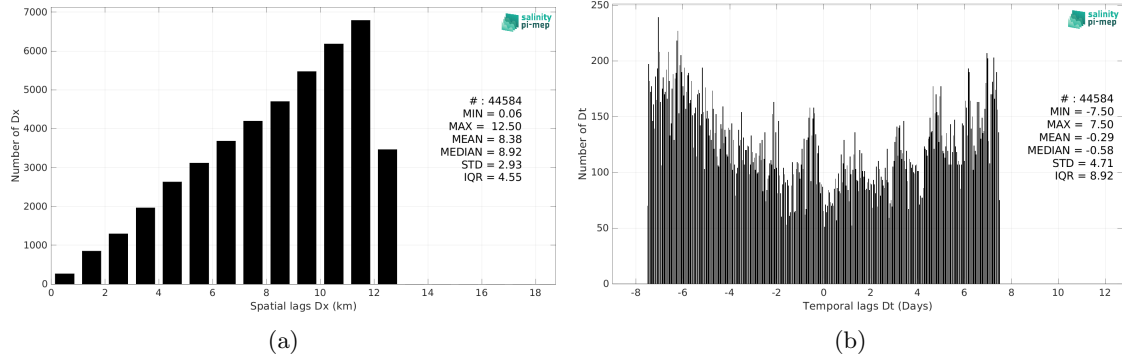 salinity
pi-mep
7000
6000
5000
4000
3000
2000
1000
0
Number of Dx
# : 44584
MIN = 0.06
MAX = 12.50
MEAN = 8.38
MEDIAN = 8.92
STD = 2.93
IQR = 4.55
0 2 4 6 8 10 12 14 16 18
Spatial lags Dx (km)
(a)
salinity
pi-mep
250
200
150
100
50
0
Number of Dt
# : 44584
MIN = -7.50
MAX = 7.50
MEAN = -0.29
MEDIAN = -0.58
STD = 4.71
IQR = 8.92
-8 -6 -4 -2 0 2 4 6 8 10 12
Temporal lags Dt (Days)
(b)